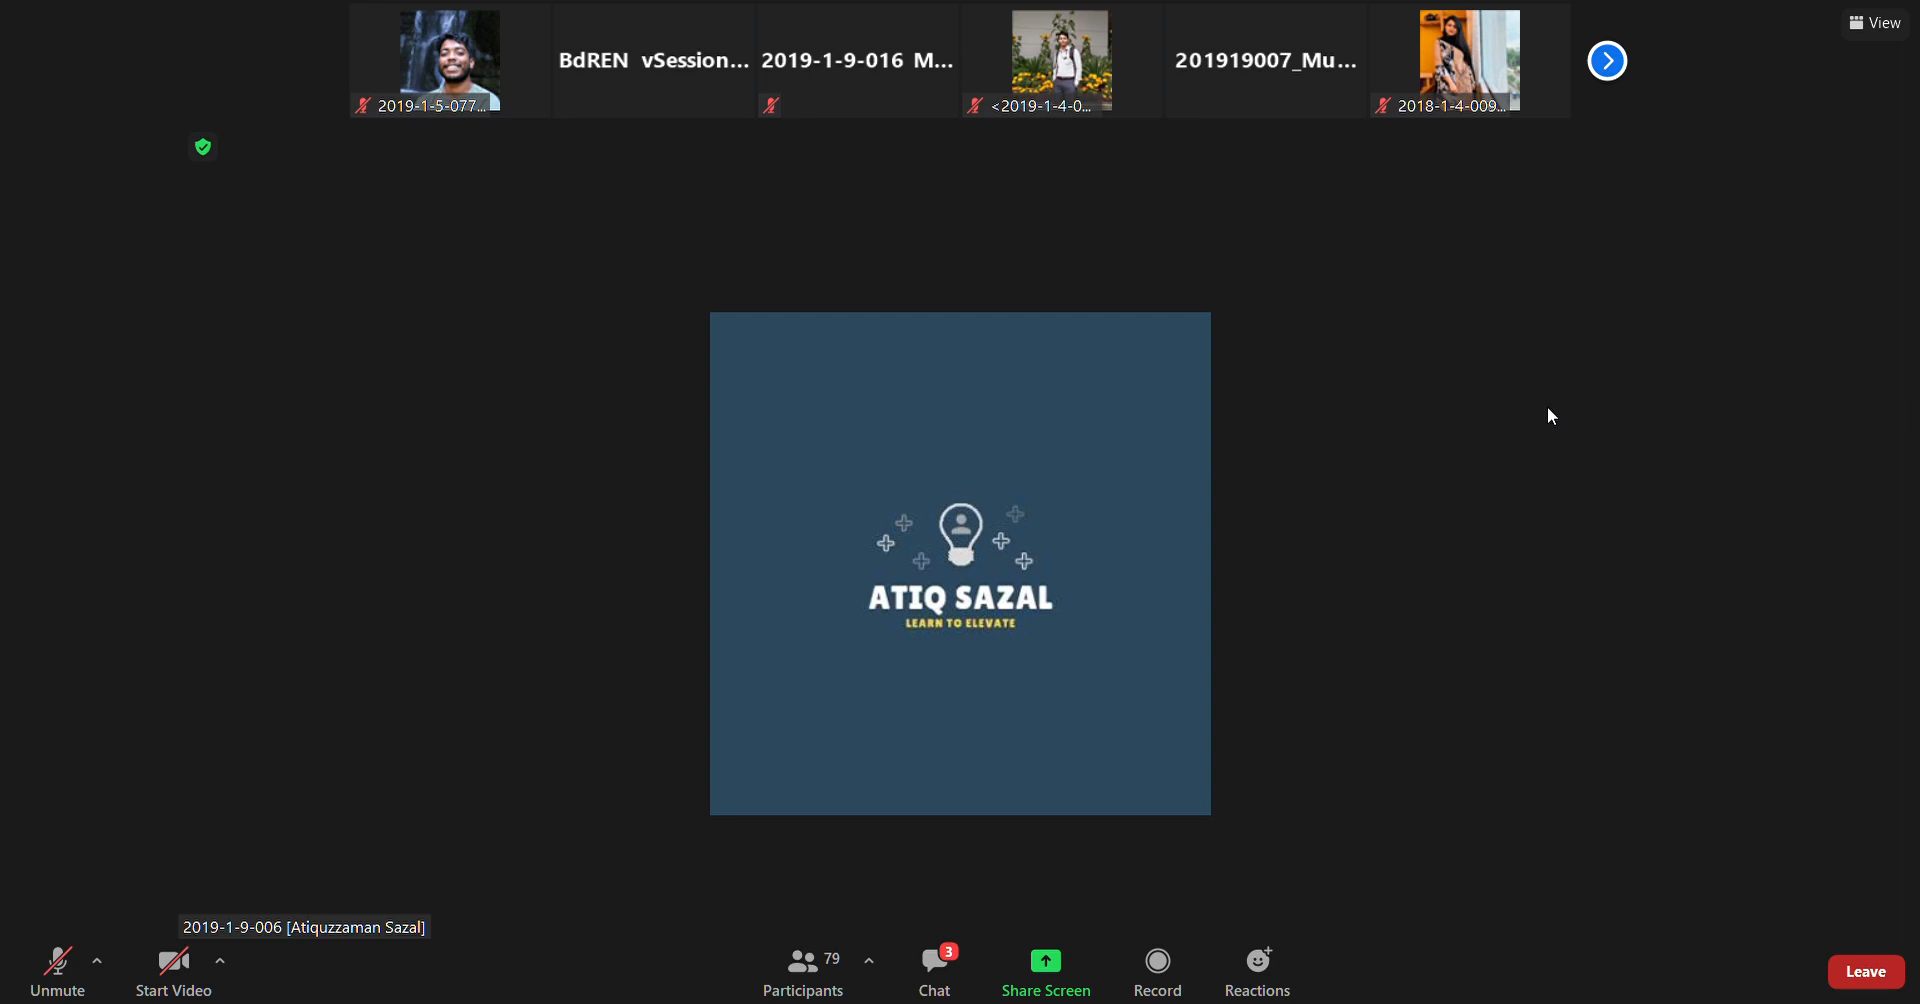 View
2019-1-5-077...
BdREN vSession...
2019-1-9-016 M...
<2019-1-4-0...
201919007_Mu...
2018-1-4-009...
ATIQ SAZAL
LEARN TO ELEVATE
2019-1-9-006 [Atiquzzaman Sazal]
Unmute
Start Video
79
Participants
3
Chat
Share Screen
Record
Reactions
Leave